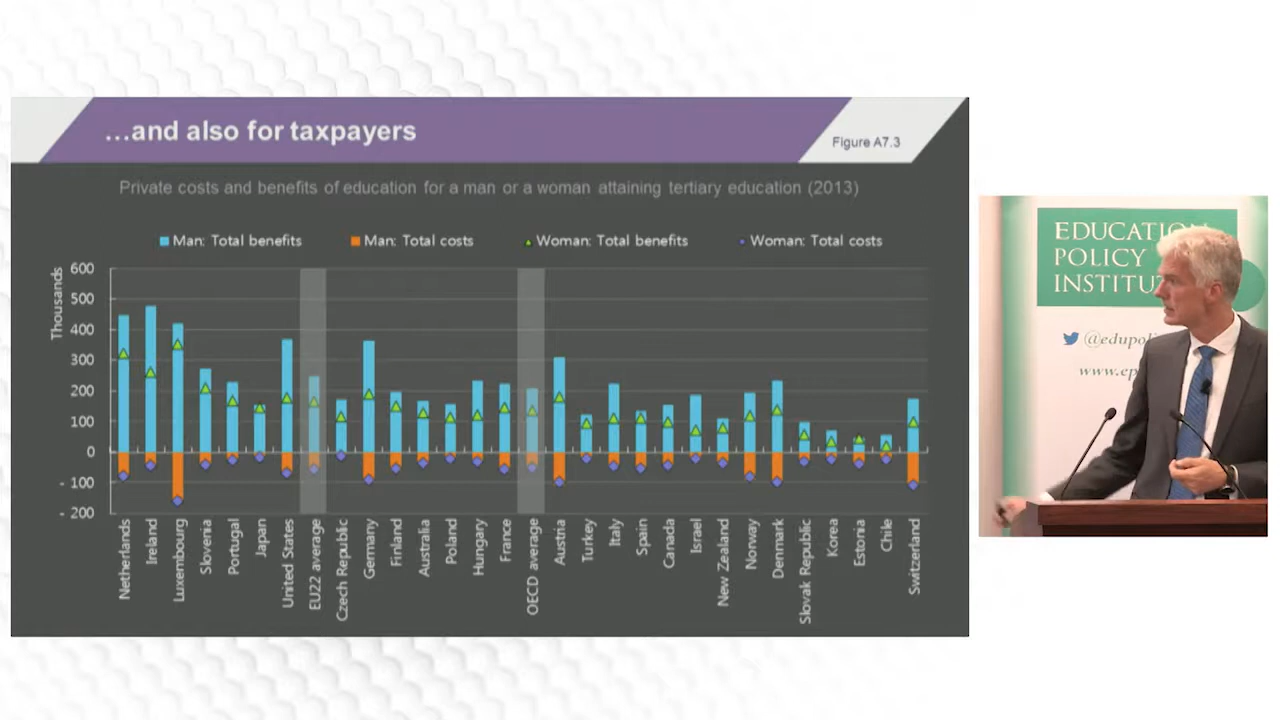 ...and also for taxpayers
Figure A7.3
Private costs and benefits of education for a man or a woman attaining tertiary education (2013)
Man: Total benefits
Man: Total costs
Woman: Total benefits
Woman: Total costs
Thousands
600
500
400
300
200
100
0
- 100
- 200
Netherlands
Ireland
Luxembourg
Slovenia
Portugal
Japan
United States
EU22 average
Czech Republic
Germany
Finland
Australia
Poland
Hungary
France
OECD average
Austria
Turkey
Italy
Spain
Canada
Israel
New Zealand
Norway
Denmark
Slovak Republic
Korea
Estonia
Chile
Switzerland
EDUCATION
POLICY
INSTITU
@edupoli
www.ep